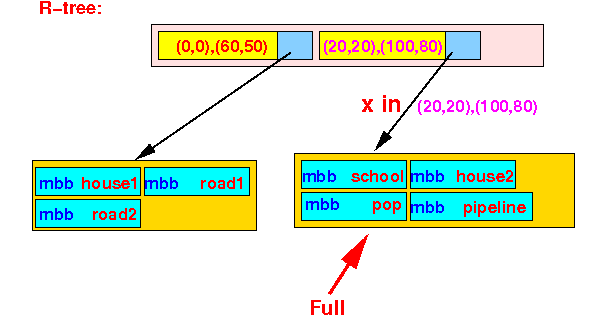 R-tree:
(0,0),(60,50) (20,20),(100,80)
x in (20,20),(100,80)
mbb house1 mbb road1
mbb road2
mbb school mbb house2
mbb pop mbb pipeline
Full